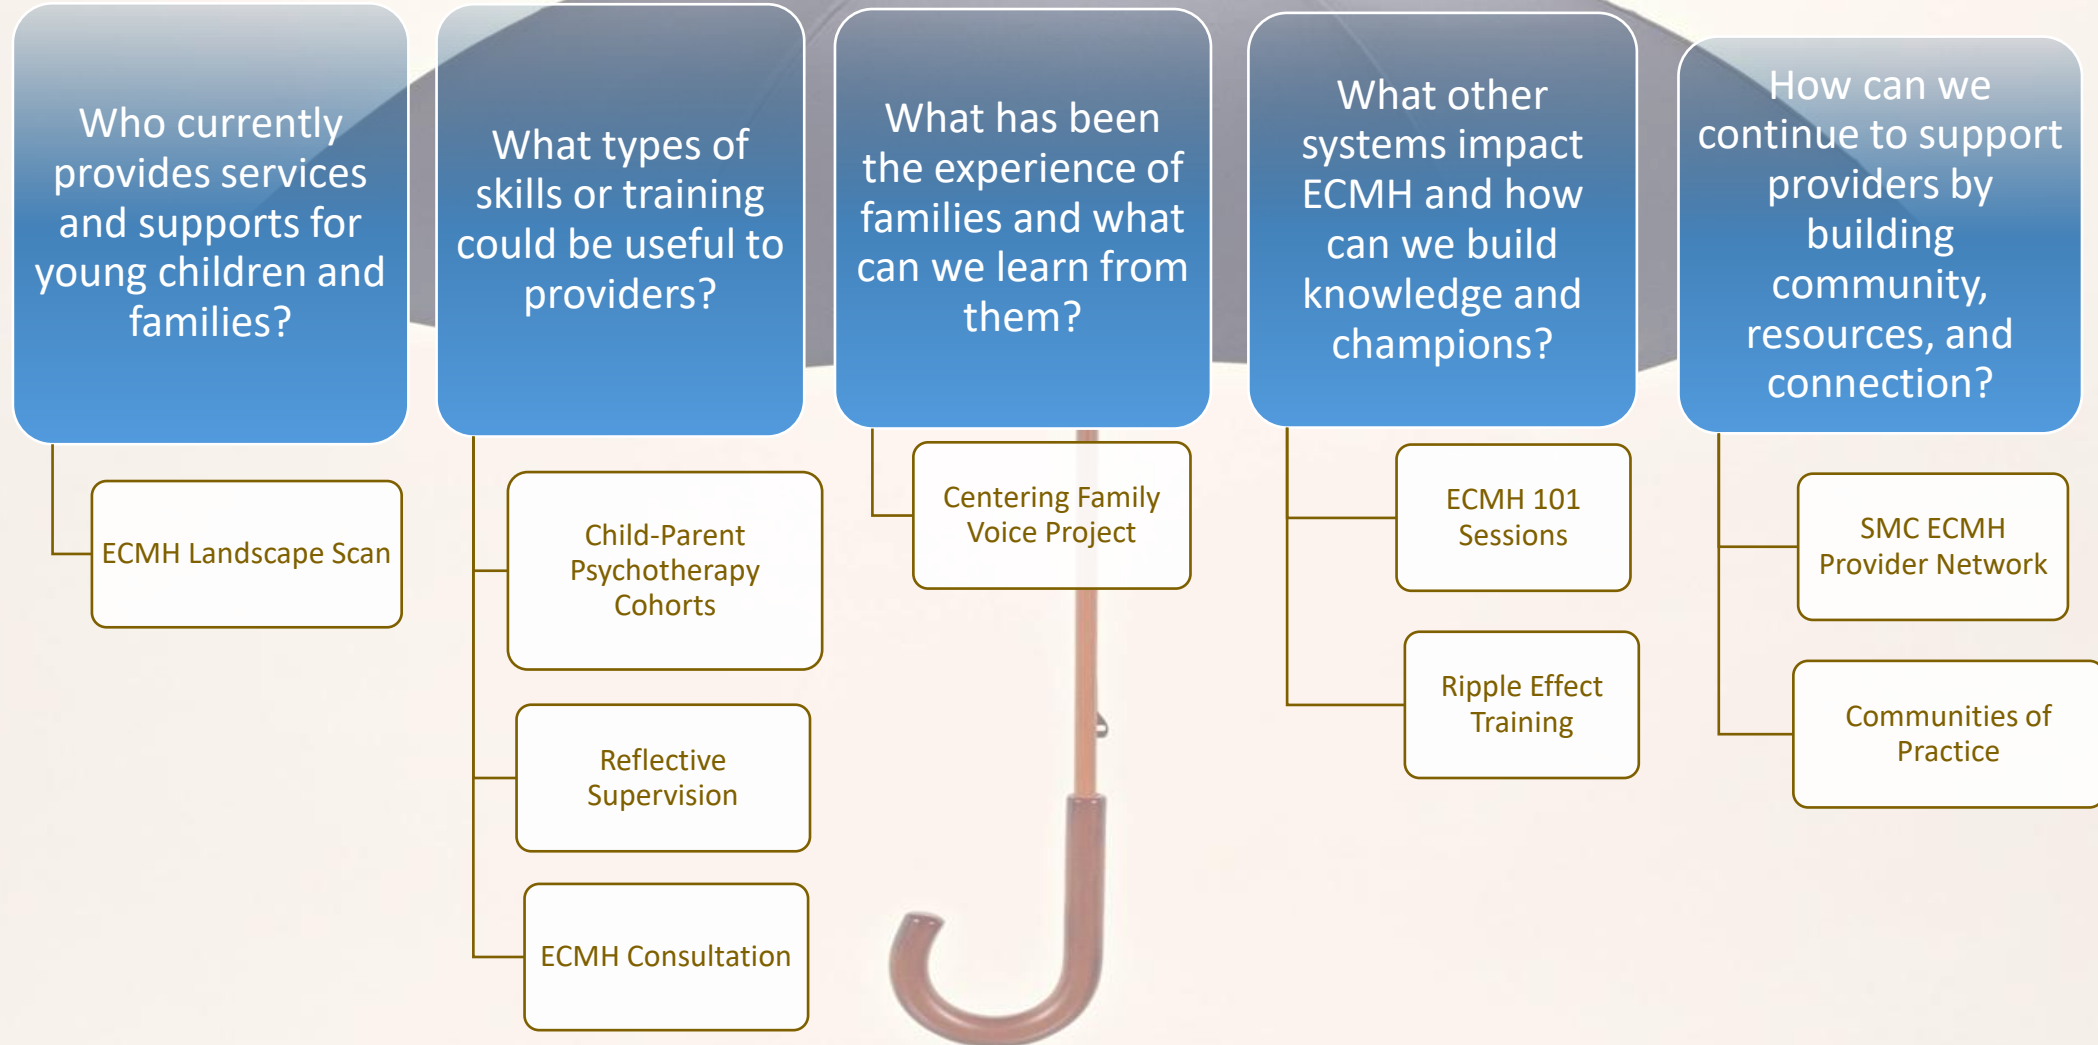 Who currently
provides services
and supports for
young children and
families?
ECMH Landscape Scan
What types of
skills or training
could be useful to
providers?
Child-Parent
Psychotherapy
Cohorts
Reflective
Supervision
ECMH Consultation
What has been
the experience of
families and what
can we learn from
them?
Centering Family
Voice Project
What other
systems impact
ECMH and how
can we build
knowledge and
champions?
ECMH 101
Sessions
Ripple Effect
Training
How can we
continue to support
providers by
building
community,
resources, and
connection?
SMC ECMH
Provider Network
Communities of
Practice